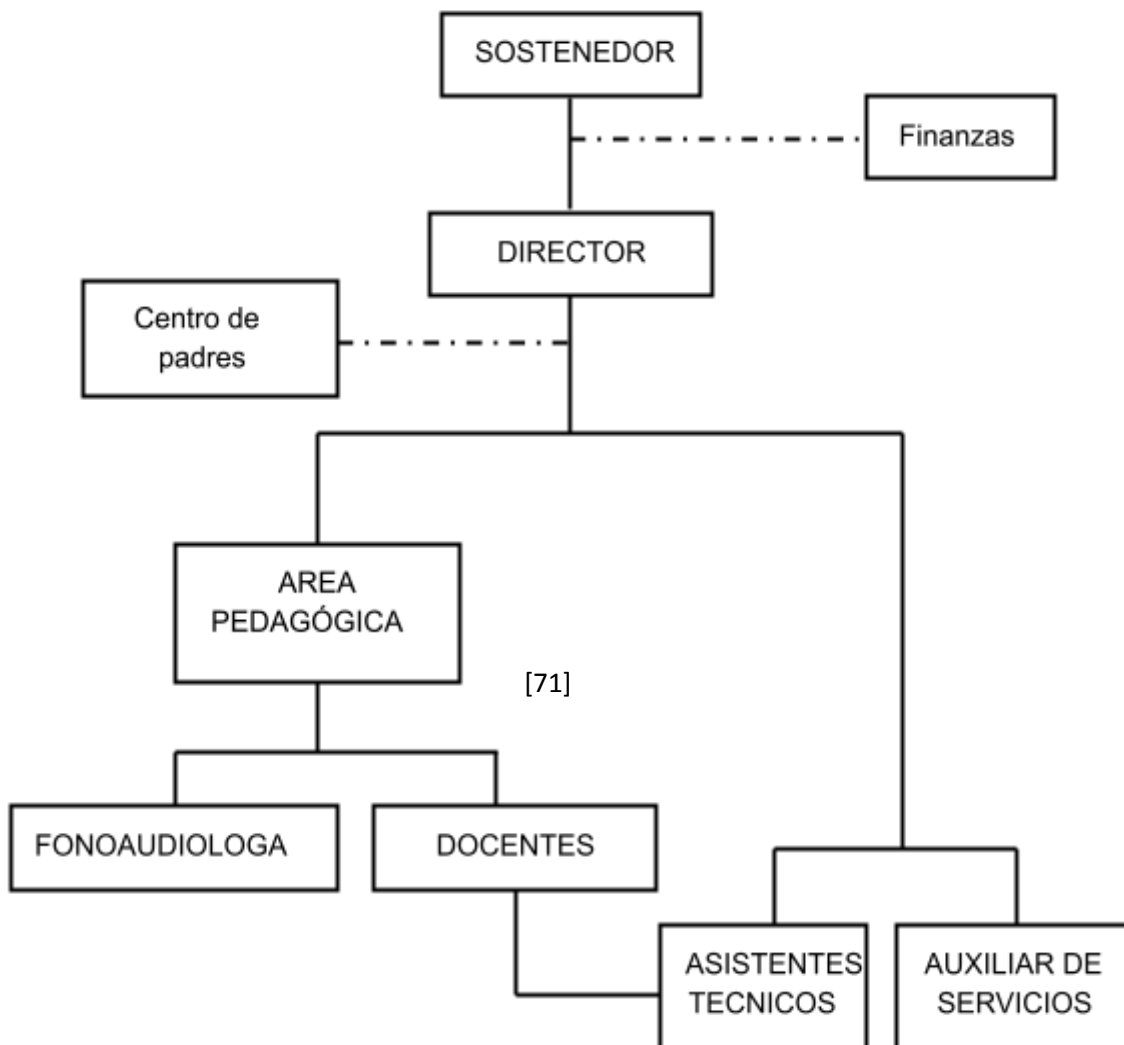 SOSTENEDOR
Finanzas
DIRECTOR
Centro de
padres
AREA
PEDAGÓGICA
[71]
FONOAUDIOLOGA
DOCENTES
ASISTENTES
TECNICOS
AUXILIAR DE
SERVICIOS